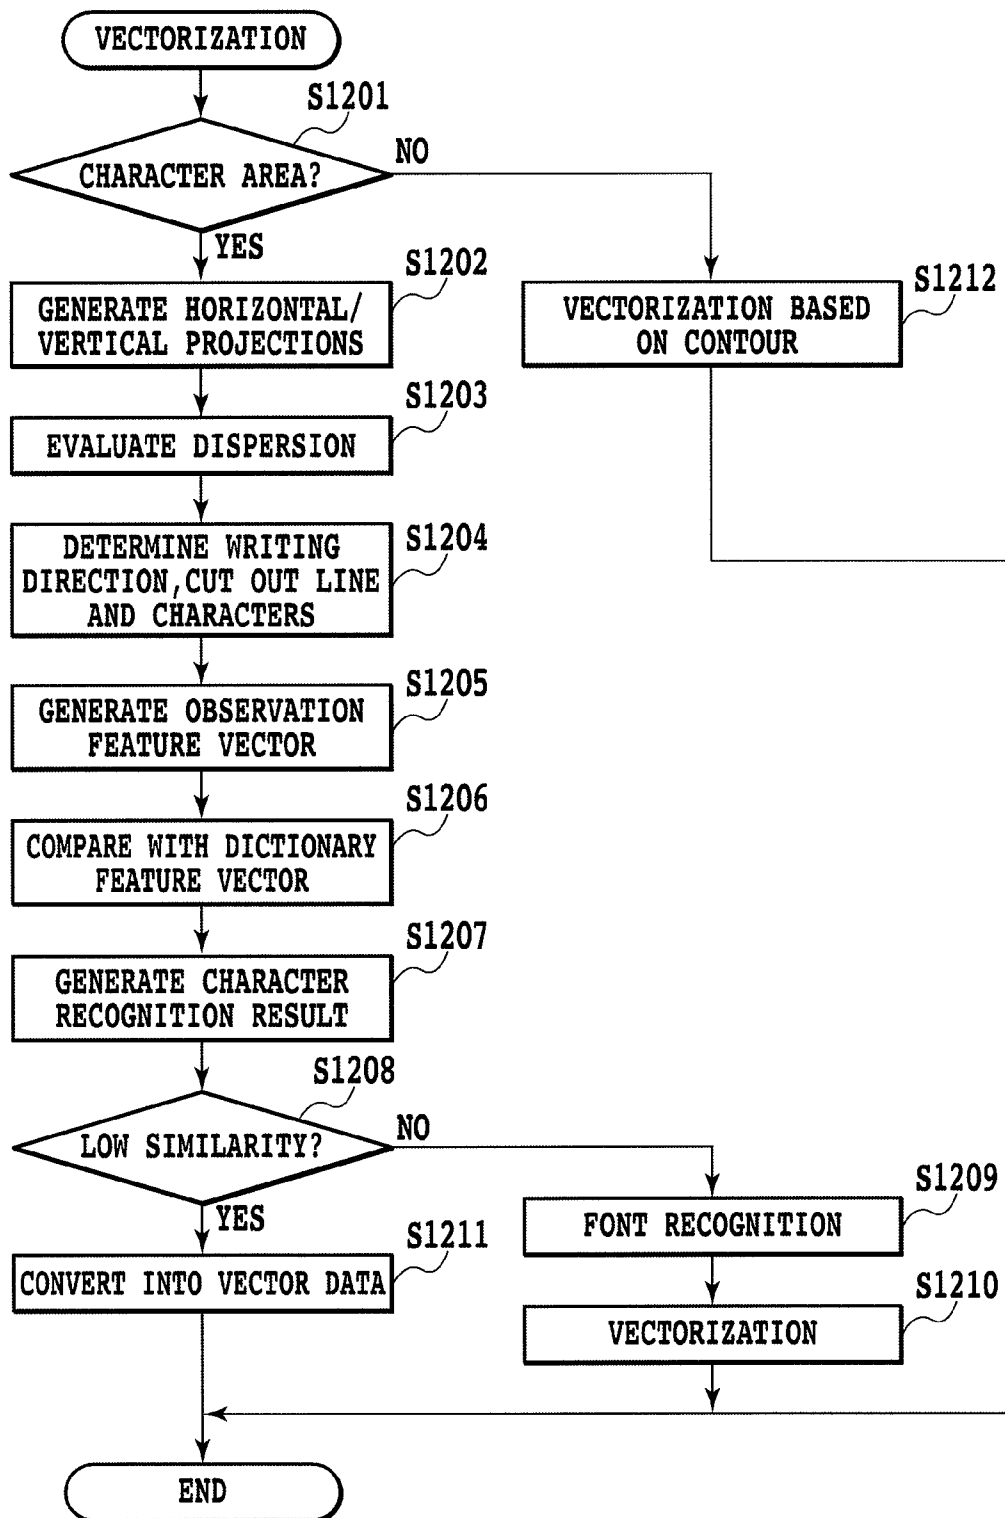 VECTORIZATION
S1201
CHARACTER AREA?
NO
YES
S1202
GENERATE HORIZONTAL/
VERTICAL PROJECTIONS
S1212
VECTORIZATION BASED
ON CONTOUR
S1203
EVALUATE DISPERSION
S1204
DETERMINE WRITING
DIRECTION,CUT OUT LINE
AND CHARACTERS
S1205
GENERATE OBSERVATION
FEATURE VECTOR
S1206
COMPARE WITH DICTIONARY
FEATURE VECTOR
S1207
GENERATE CHARACTER
RECOGNITION RESULT
S1208
LOW SIMILARITY?
NO
YES
S1209
FONT RECOGNITION
S1211
CONVERT INTO VECTOR DATA
S1210
VECTORIZATION
END